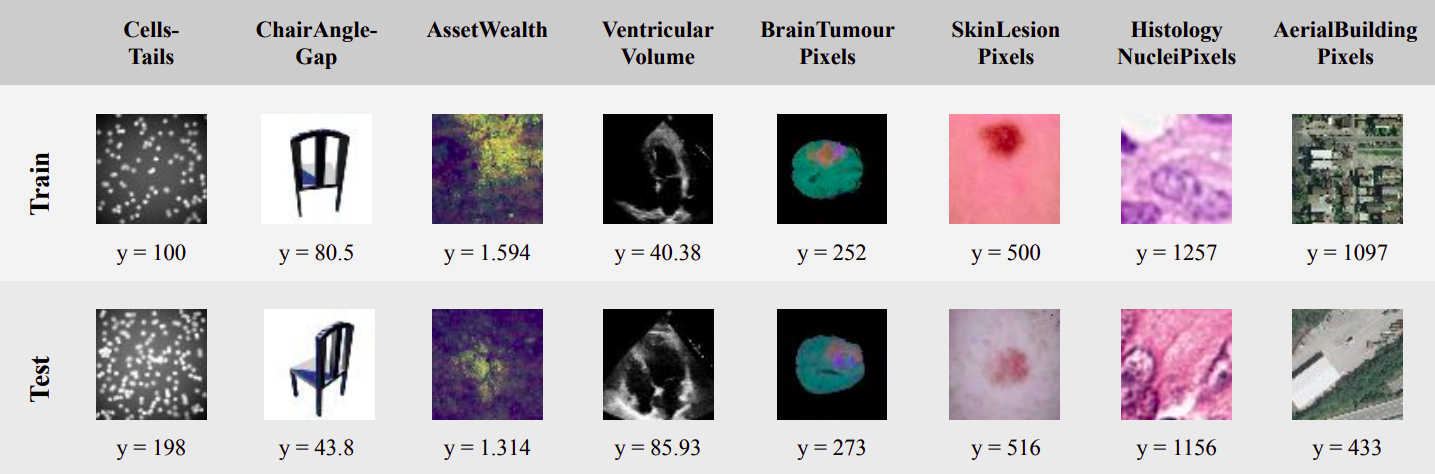 Cells-
Tails
ChairAngle-
Gap
AssetWealth
Ventricular
Volume
BrainTumour
Pixels
SkinLesion
Pixels
Histology
NucleiPixels
AerialBuilding
Pixels
Train
y = 100
y = 80.5
y = 1.594
y = 40.38
y = 252
y = 500
y = 1257
y = 1097
Test
y = 198
y = 43.8
y = 1.314
y = 85.93
y = 273
y = 516
y = 1156
y = 433